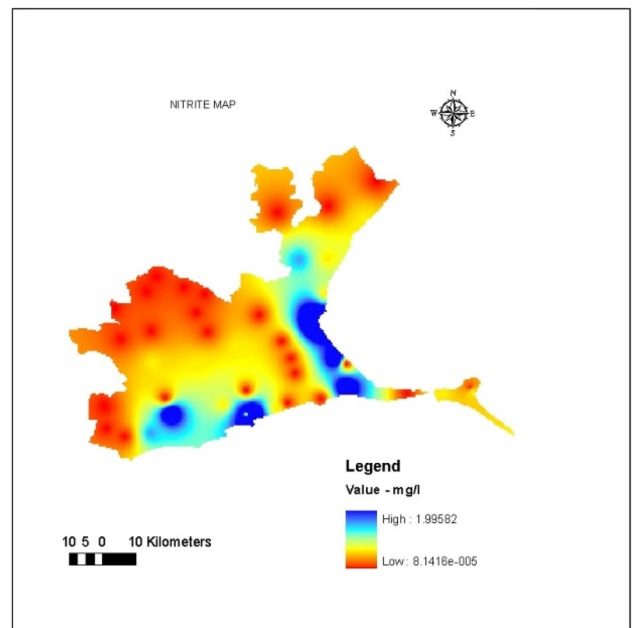 NITRITE MAP
N
W E
S
Legend
Value - mg/l
High : 1.99582
Low : 8.1416e-005
10 5 0 10 Kilometers